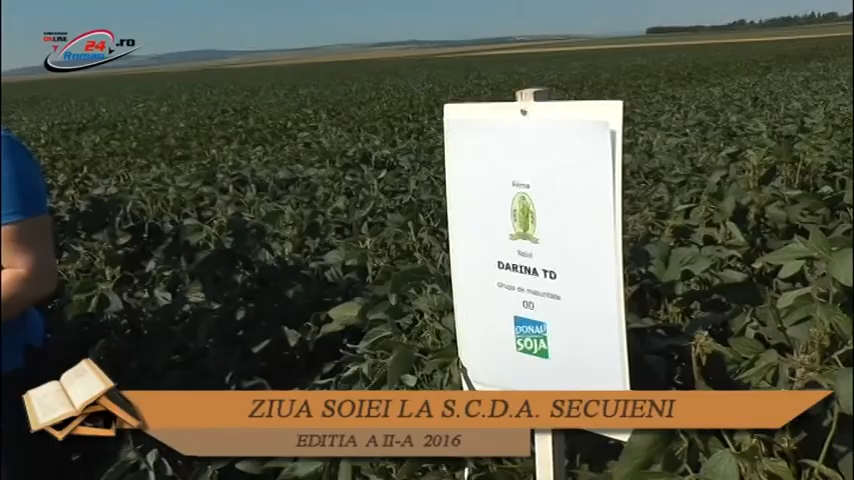 24.ro
Roman
Firma
Soiul
DARINA TD
Grupa de maturitate
00
DONAU
SOJA
ZIUA SOIEI LA S.C.D.A. SECUIENI
EDITIA A II-A 2016